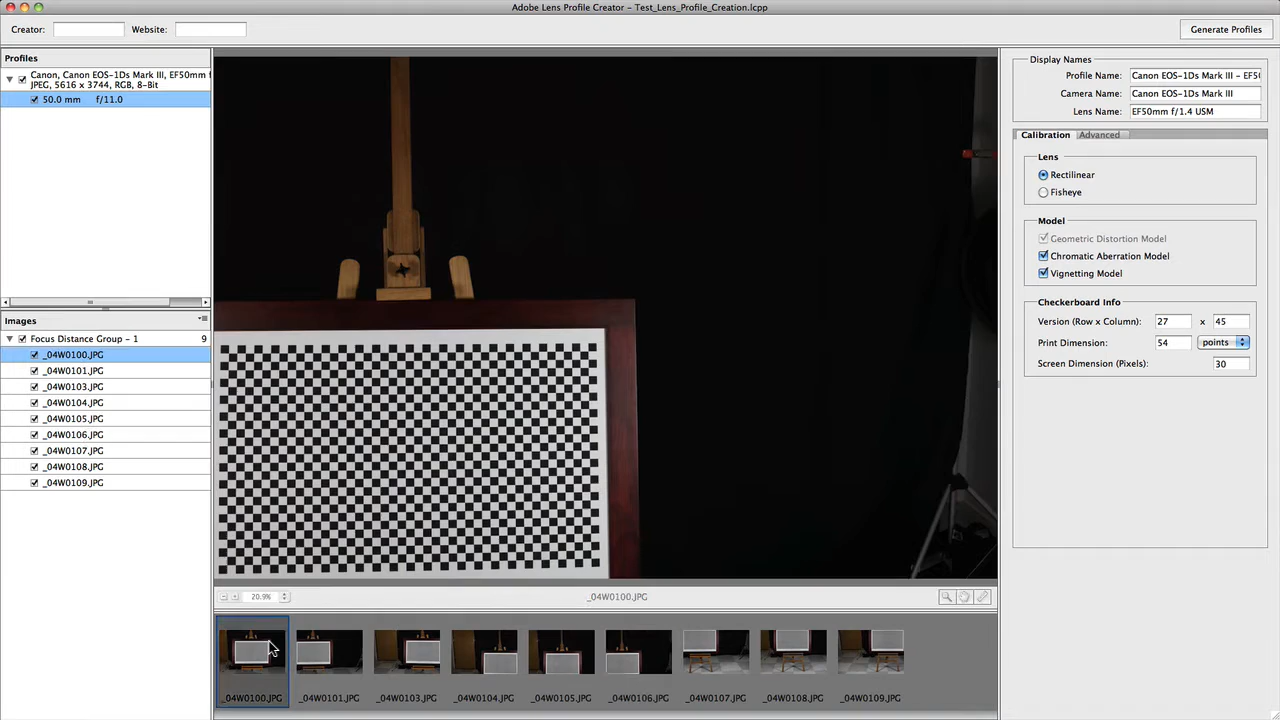 Adobe Lens Profile Creator - Test_Lens_Profile_Creation.lcpp
Creator:
Website:
Generate Profiles
Profiles
Canon, Canon EOS-1Ds Mark III, EF50mm f
JPEG, 5616 x 3744, RGB, 8-Bit
50.0 mm f/11.0
Images
Focus Distance Group - 1 9
_04W0100.JPG
_04W0101.JPG
_04W0103.JPG
_04W0104.JPG
_04W0105.JPG
_04W0106.JPG
_04W0107.JPG
_04W0108.JPG
_04W0109.JPG
20.9%
_04W0100.JPG
_04W0100.JPG
_04W0101.JPG
_04W0103.JPG
_04W0104.JPG
_04W0105.JPG
_04W0106.JPG
_04W0107.JPG
_04W0108.JPG
_04W0109.JPG
Display Names
Profile Name: Canon EOS-1Ds Mark III - EF50
Camera Name: Canon EOS-1Ds Mark III
Lens Name: EF50mm f/1.4 USM
Calibration Advanced
Lens
Rectilinear
Fisheye
Model
Geometric Distortion Model
Chromatic Aberration Model
Vignetting Model
Checkerboard Info
Version (Row x Column): 27 x 45
Print Dimension: 54 points
Screen Dimension (Pixels): 30